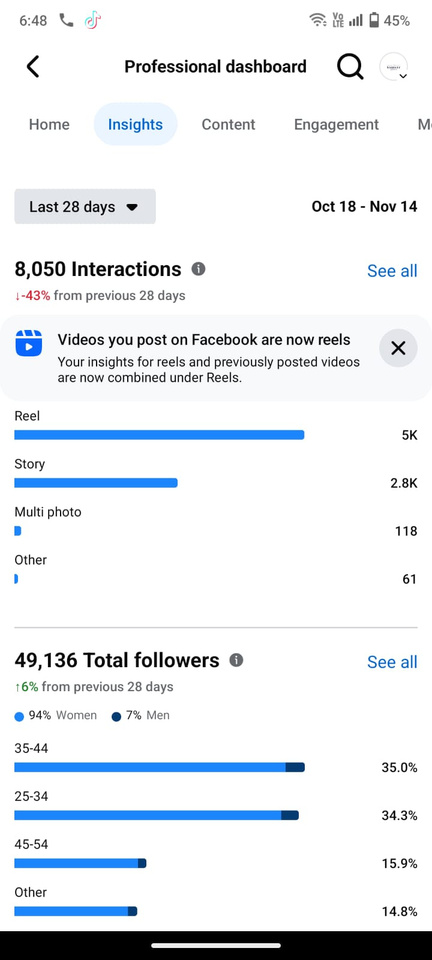 6:48
Vo LTE 45%
Professional dashboard
Home Insights Content Engagement M
Last 28 days Oct 18 - Nov 14
8,050 Interactions See all
↓-43% from previous 28 days
Videos you post on Facebook are now reels
Your insights for reels and previously posted videos
are now combined under Reels.
Reel
5K
Story
2.8K
Multi photo
118
Other
61
49,136 Total followers See all
↑6% from previous 28 days
94% Women 7% Men
35-44
35.0%
25-34
34.3%
45-54
15.9%
Other
14.8%